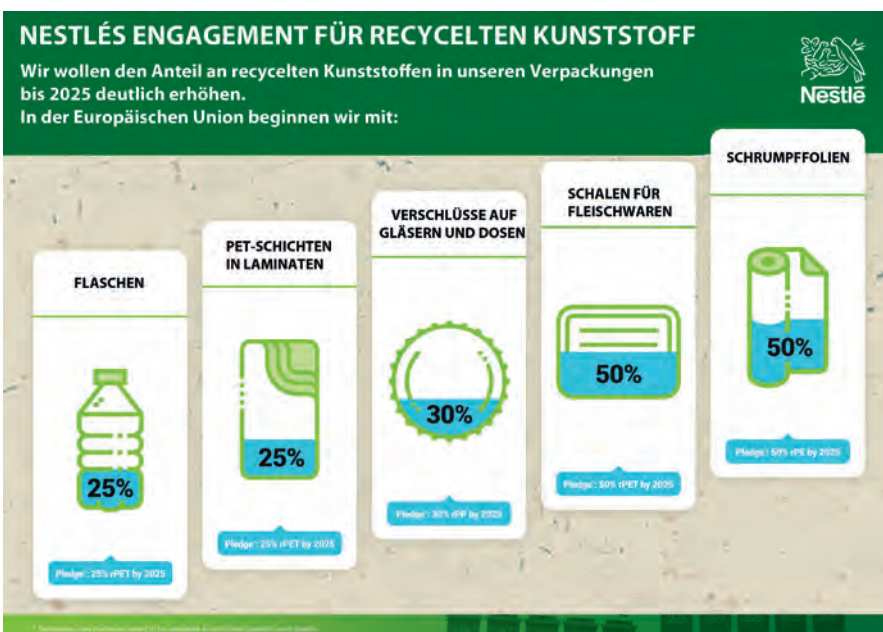 NESTLÉS ENGAGEMENT FÜR RECYCELTEN KUNSTSTOFF
Wir wollen den Anteil an recycelten Kunststoffen in unseren Verpackungen
bis 2025 deutlich erhöhen.
In der Europäischen Union beginnen wir mit:
Nestlé
FLASCHEN
25%
Pledge*: 25% rPET by 2025
PET-SCHICHTEN
IN LAMINATEN
25%
Pledge*: 25% rPET by 2025
VERSCHLÜSSE AUF
GLÄSERN UND DOSEN
30%
Pledge*: 30% rPP by 2025
SCHALEN FÜR
FLEISCHWAREN
50%
Pledge*: 50% rPET by 2025
SCHRUMPFFOLIEN
50%
Pledge*: 50% rPE by 2025